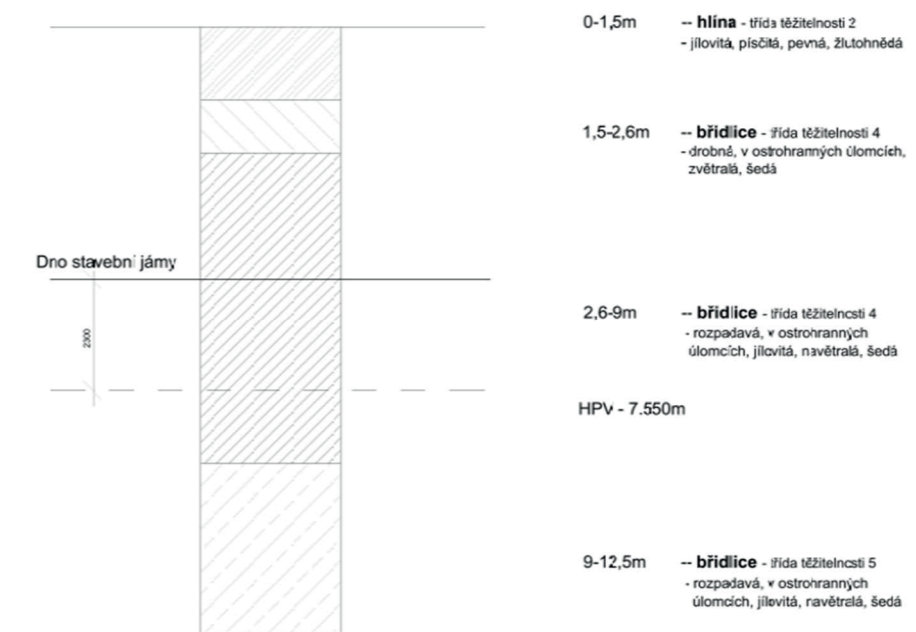 0-1,5m -- hlína - třída těžitelnosti 2
- jílovitá, písčitá, pevná, žlutohnědá
1,5-2,6m -- břidlice - třída těžitelnosti 4
- drobná, v ostrohranných úlomcích,
zvětralá, šedá
Dno stavební jámy
2300
2,6-9m -- břidlice - třída těžitelnosti 4
- rozpadavá, v ostrohranných
úlomcích, jílovitá, navětralá, šedá
HPV - 7.550m
9-12,5m -- břidlice - třída těžitelnosti 5
- rozpadavá, v ostrohranných
úlomcích, jílovitá, navětralá, šedá